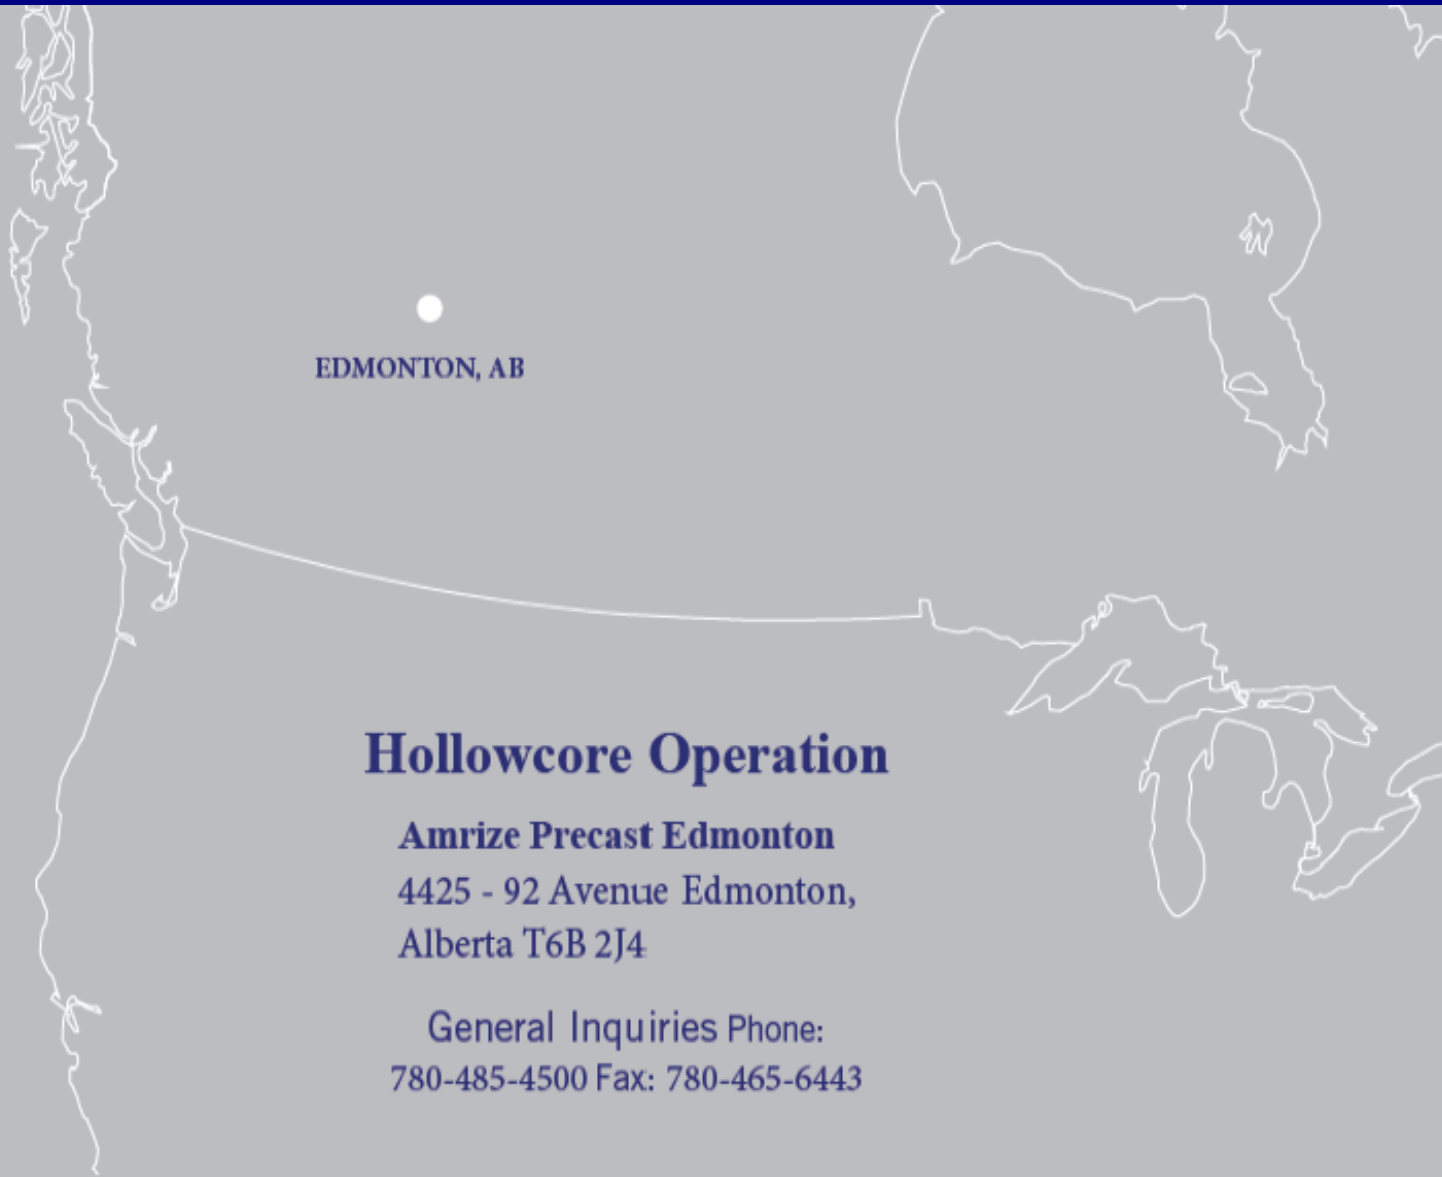 EDMONTON, AB
Hollowcore Operation
Amrize Precast Edmonton
4425 - 92 Avenue Edmonton,
Alberta T6B 2J4
General Inquiries Phone:
780-485-4500 Fax: 780-465-6443